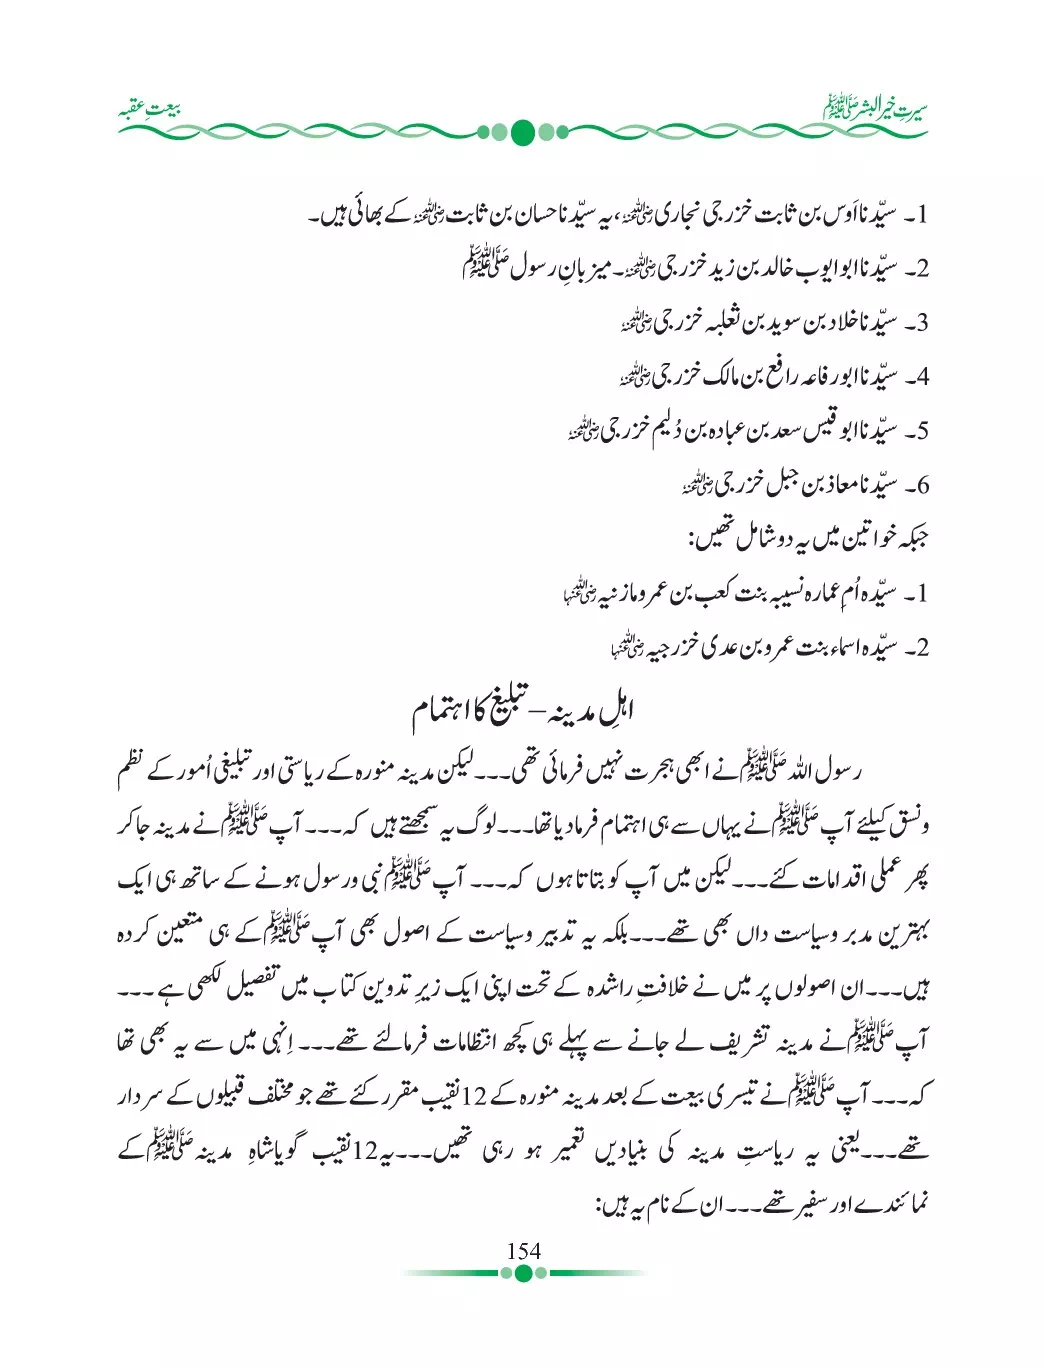 سیرتِ خیر البشر ﷺ
بیعتِ عقبہ
1۔ سیّدنا اَوس بن ثابت خزرجی نجاری رضی اللہ عنہ، یہ سیّدنا حسان بن ثابت رضی اللہ عنہ کے بھائی ہیں۔
2۔ سیّدنا ابو ایوب خالد بن زید خزرجی رضی اللہ عنہ۔ میزبانِ رسول ﷺ
3۔ سیّدنا خلاد بن سوید بن ثعلبہ خزرجی رضی اللہ عنہ
4۔ سیّدنا ابو رفاعہ رافع بن مالک خزرجی رضی اللہ عنہ
5۔ سیّدنا ابو قیس سعد بن عبادہ بن دُلیم خزرجی رضی اللہ عنہ
6۔ سیّدنا معاذ بن جبل خزرجی رضی اللہ عنہ
جَبکہ خواتین میں یہ دو شامل تھیں:
1۔ سیّدہ اُمِ عمارہ نسیبہ بنت کعب بن عمرو مازنیہ رضی اللہ عنہا
2۔ سیّدہ اسماء بنت عمرو بن عدی خزرجیہ رضی اللہ عنہا
اہلِ مدینہ – تبلیغ کا اہتمام
رسول اللہ ﷺ نے ابھی ہجرت نہیں فرمائی تھی۔۔۔لیکن مدینہ منورہ کے ریاستی اور تبلیغی اُمور کے نظم
ونسق کیلئے آپ ﷺ نے یہاں سے ہی اہتمام فرمادیا تھا۔۔۔لوگ یہ سمجھتے ہیں کہ۔۔۔ آپ ﷺ نے مدینہ جاکر
پھر عملی اقدامات کئے۔۔۔لیکن میں آپ کو بتاتا ہوں کہ۔۔۔ آپ ﷺ نبی ورسول ہونے کے ساتھ ہی ایک
بہترین مدبر وسیاست داں بھی تھے۔۔۔بلکہ یہ تدبیر وسیاست کے اصول بھی آپ ﷺ کے ہی متعین کردہ
ہیں۔۔۔ان اصولوں پر میں نے خلافتِ راشدہ کے تحت اپنی ایک زیرِ تدوین کتاب میں تفصیل لکھی ہے ۔۔۔
آپ ﷺ نے مدینہ تشریف لے جانے سے پہلے ہی کچھ انتظامات فرمالئے تھے۔۔۔ اِنہی میں سے یہ بھی تھا
کہ۔۔۔ آپ ﷺ نے تیسری بیعت کے بعد مدینہ منورہ کے 12نقیب مقرر کئے تھے جو مختلف قبیلوں کے سردار
تھے۔۔۔یعنی یہ ریاستِ مدینہ کی بنیادیں تعمیر ہو رہی تھیں۔۔۔یہ12نقیب گویا شاہِ مدینہ ﷺ کے
نمائندے اور سفیر تھے۔۔۔ان کے نام یہ ہیں:
154